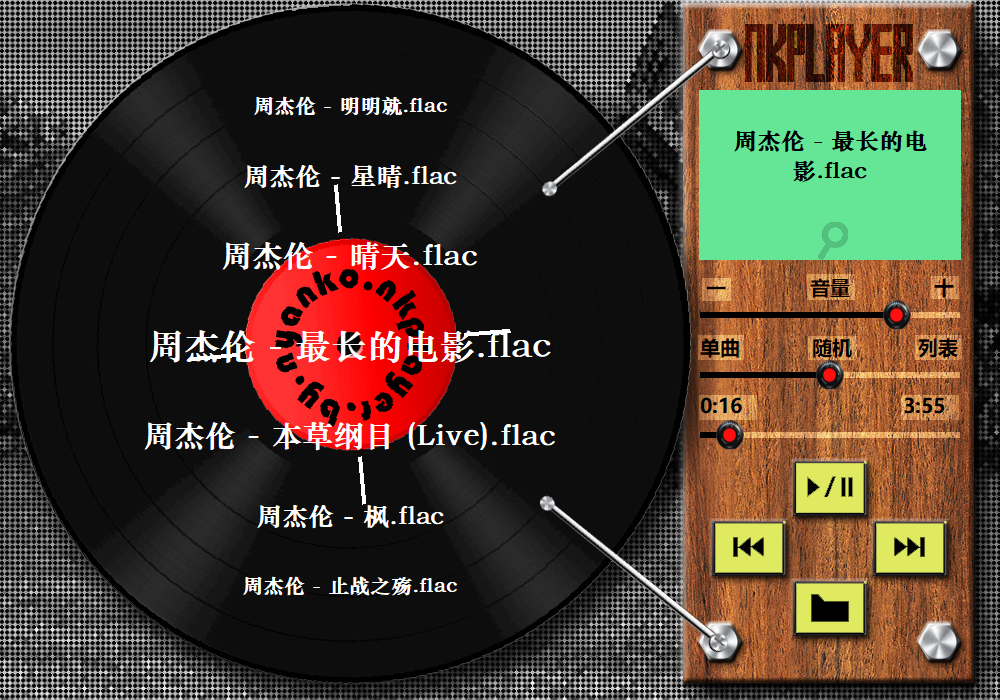 周杰伦 - 明明就.flac
周杰伦 - 星晴.flac
周杰伦 - 晴天.flac
周杰伦 - 最长的电影.flac
周杰伦 - 本草纲目 (Live).flac
周杰伦 - 枫.flac
周杰伦 - 止战之殇.flac
nkplayer.by.nuyanko.
NKPLAYER
周杰伦 - 最长的电
影.flac
一 音量 十
单曲 随机 列表
0:16 3:55